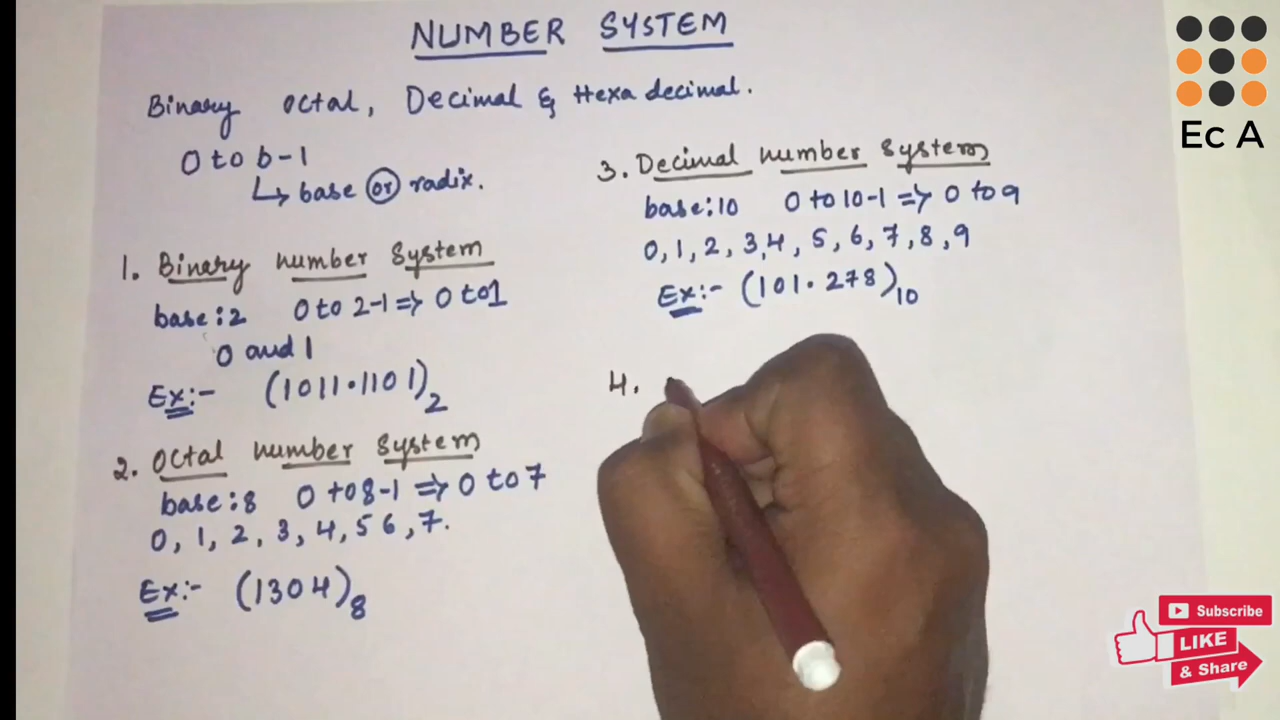 NUMBER SYSTEM
Binary octal, Decimal & Hexa decimal.
0 to b-1
↳ base or radix.
1. Binary number System
base:2 0 to 2-1 => 0 to 1
0 and 1
Ex:- (1011.1101)2
2. Octal number System
base:8 0 to 8-1 => 0 to 7
0, 1, 2, 3, 4, 5 6, 7.
Ex:- (1304)8
3. Decimal number System
base:10 0 to 10-1 => 0 to 9
0, 1, 2, 3, 4, 5, 6, 7, 8, 9
Ex:- (101.278)10
4.
Ec A
Subscribe
LIKE
& Share